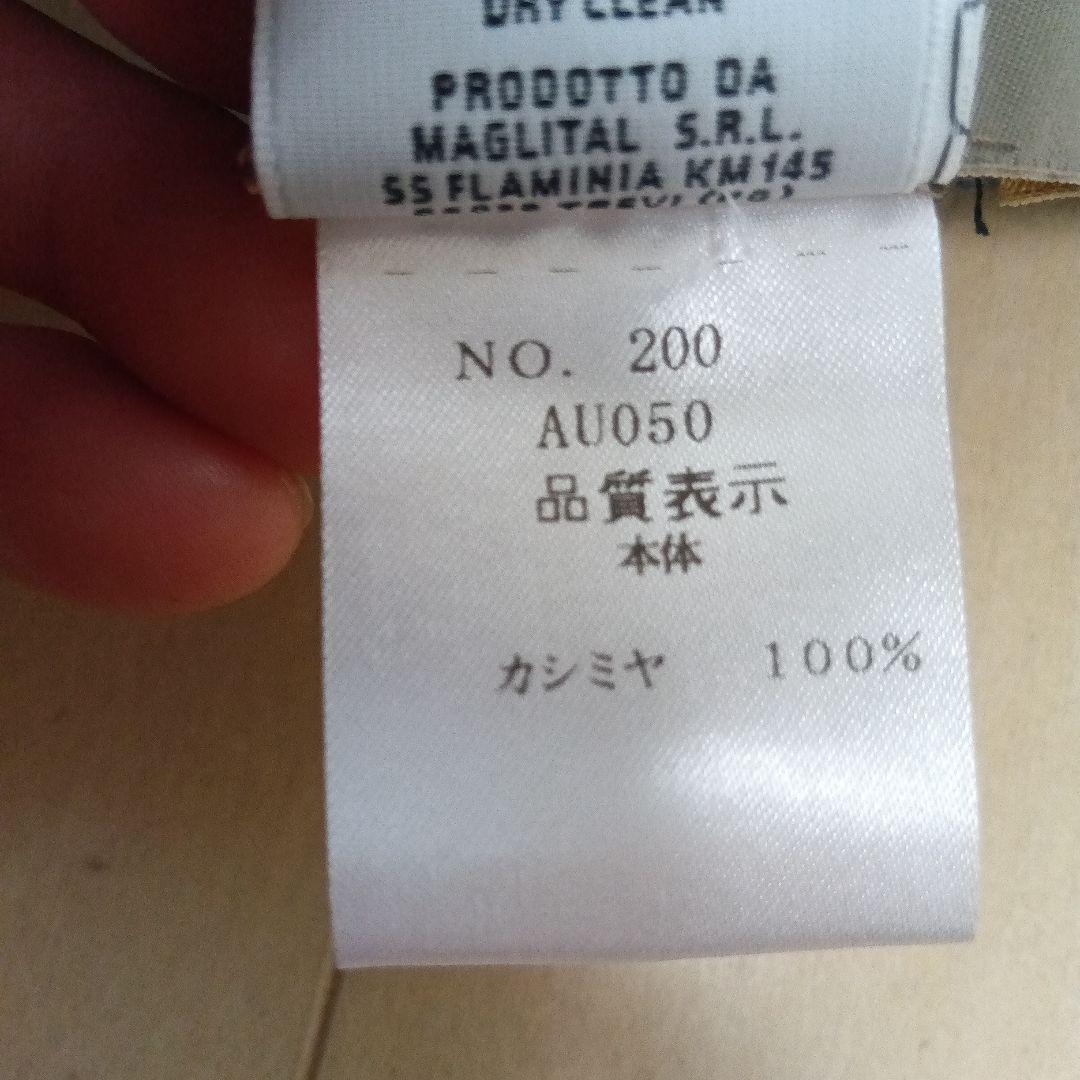 DRY CLEAN
PRODOTTO DA
MAGLITAL S.R.L.
SS FLAMINIA KM 145
NO. 200
AU050
品質表示
本体
カシミヤ 100%